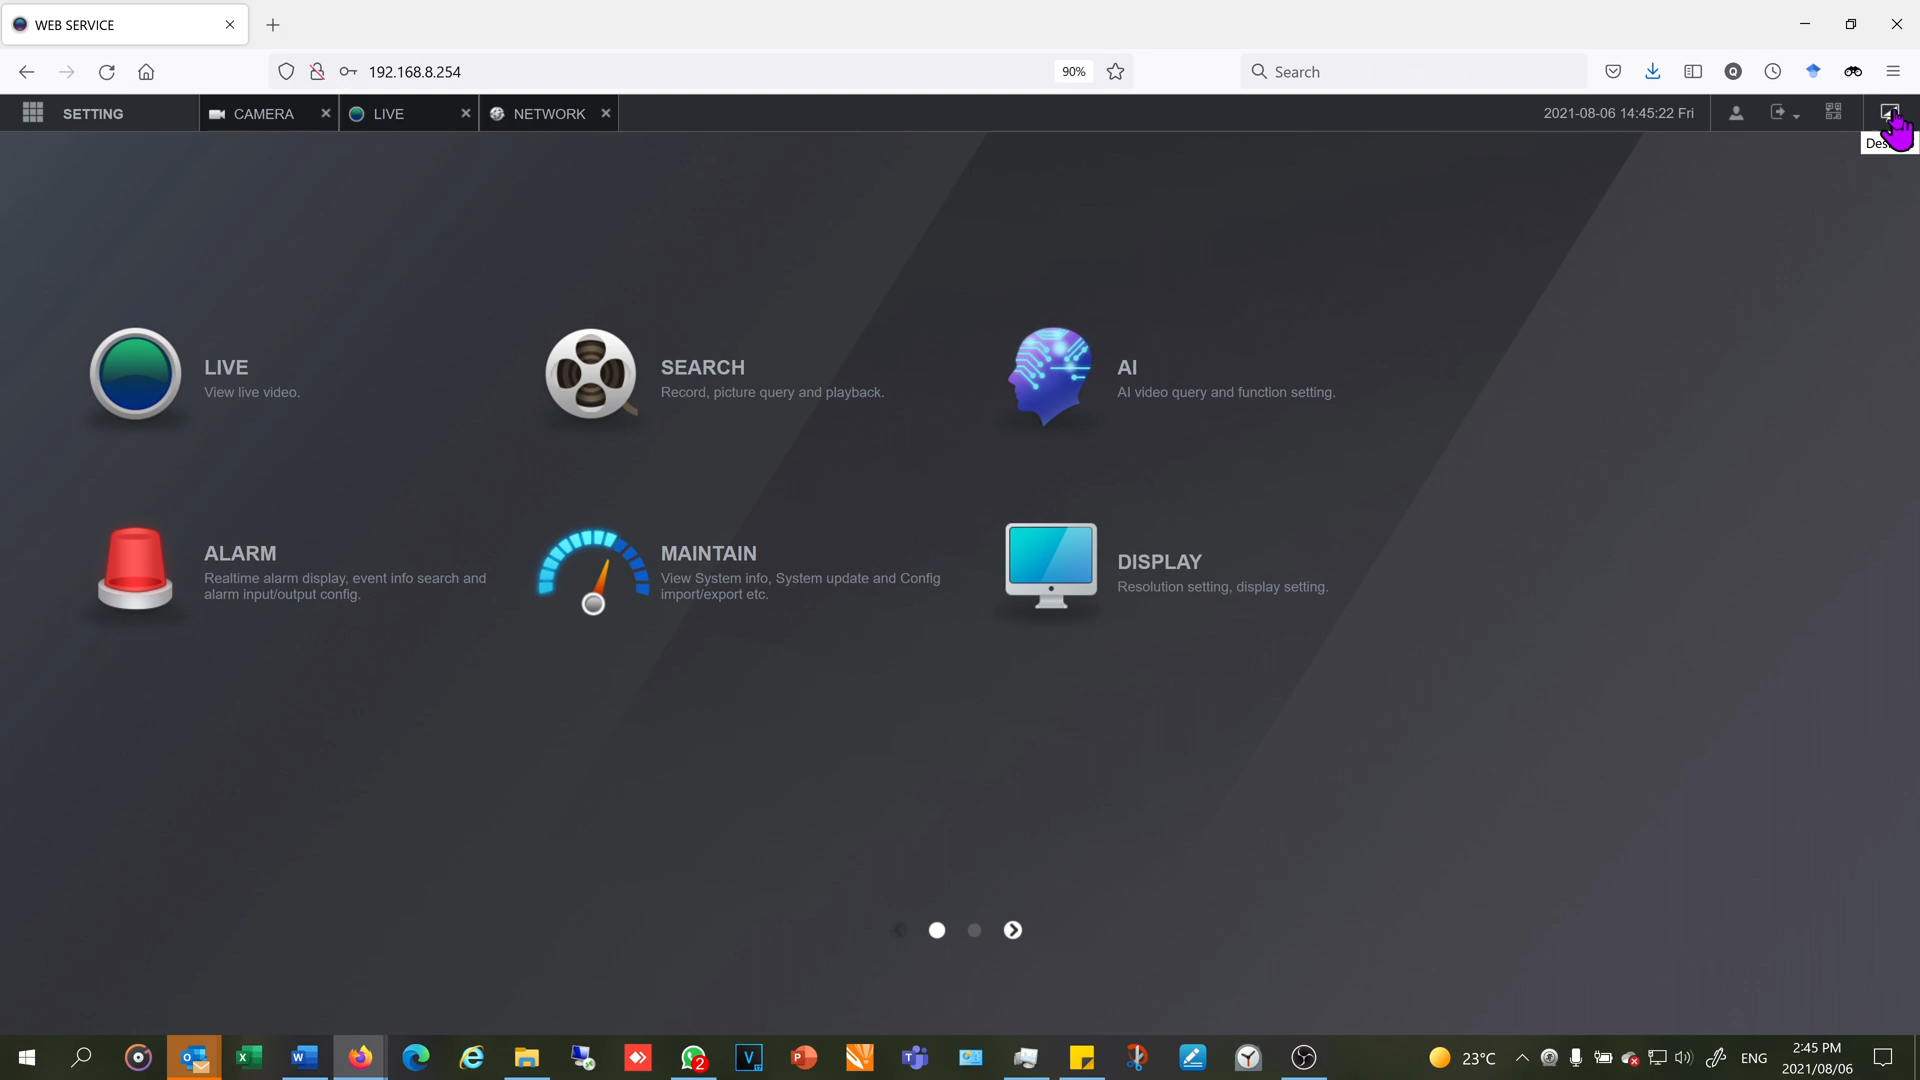 WEB SERVICE
192.168.8.254
90%
Search
SETTING
CAMERA
LIVE
NETWORK
2021-08-06 14:45:22 Fri
LIVE
View live video.
SEARCH
Record, picture query and playback.
AI
AI video query and function setting.
ALARM
Realtime alarm display, event info search and
alarm input/output config.
MAINTAIN
View System info, System update and Config
import/export etc.
DISPLAY
Resolution setting, display setting.
2
23°C
ENG
2:45 PM
2021/08/06